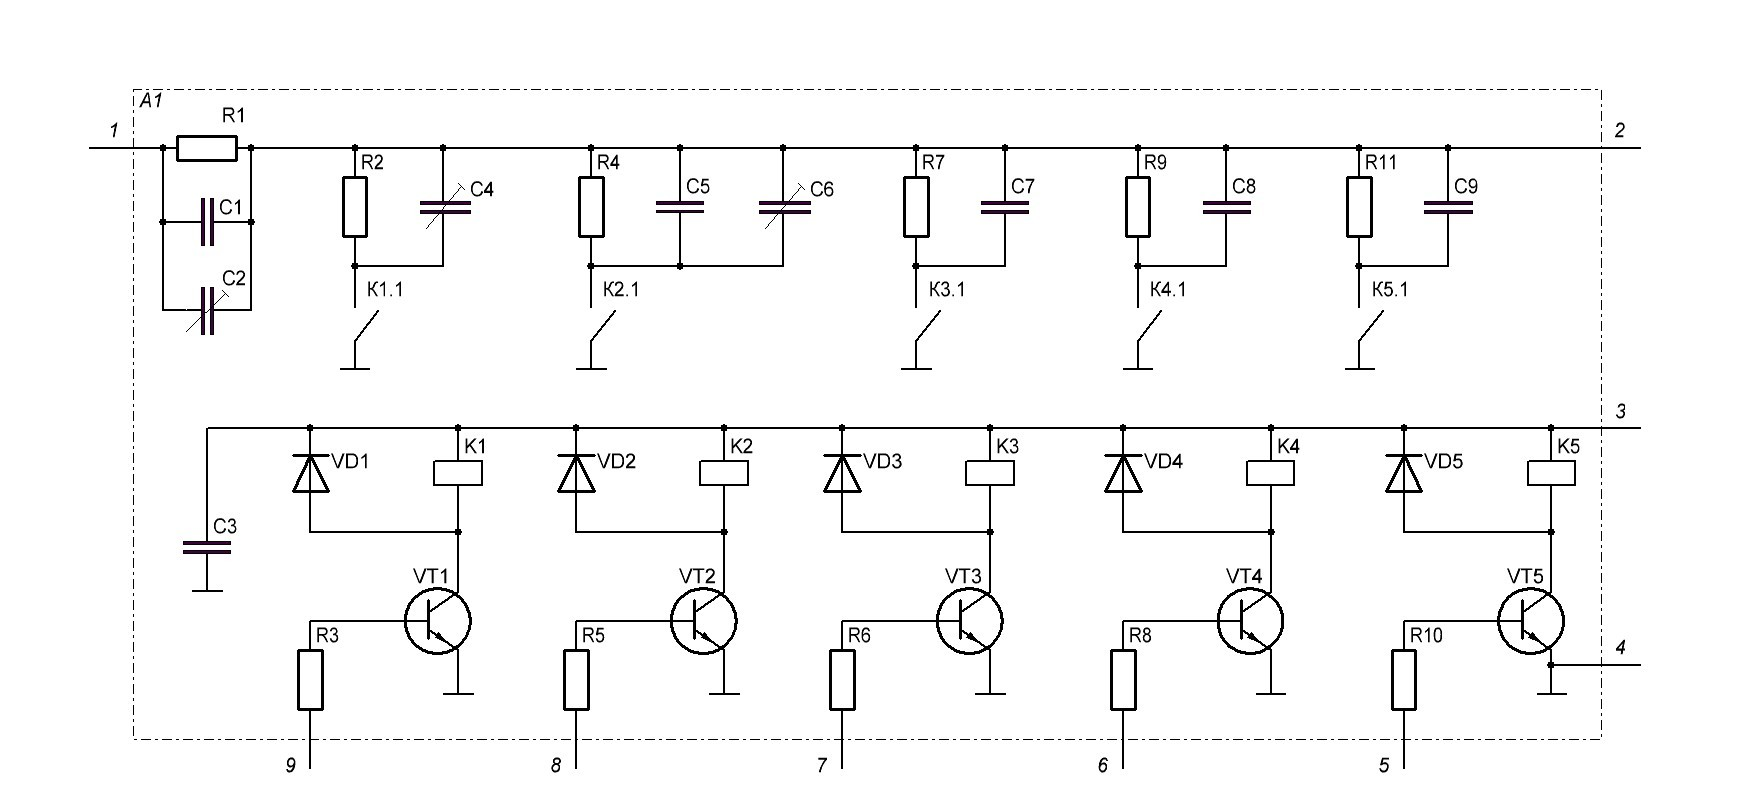 A1
R1
1
2
R2
R4
R7
R9
R11
C4
C5
C6
C7
C8
C9
C1
C2
K1.1
K2.1
K3.1
K4.1
K5.1
3
K1
K2
K3
K4
K5
VD1
VD2
VD3
VD4
VD5
C3
VT1
VT2
VT3
VT4
VT5
R3
R5
R6
R8
R10
4
9
8
7
6
5